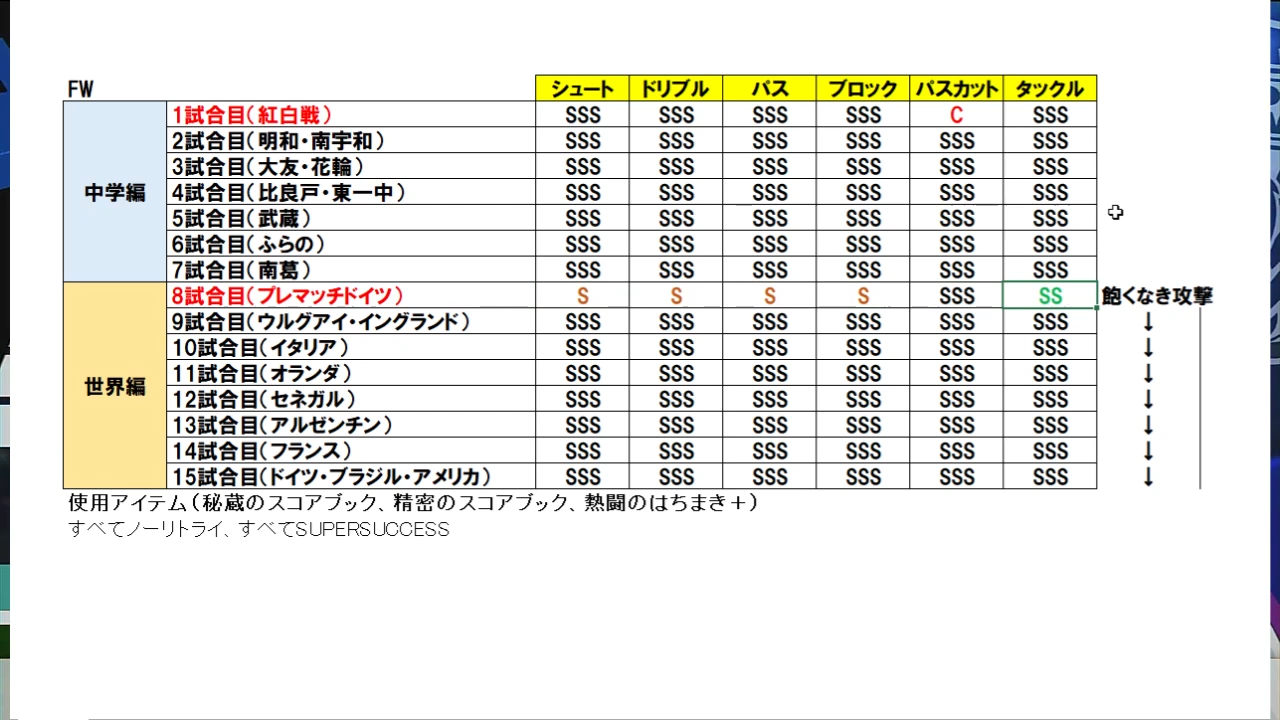 FW シュート ドリブル パス ブロック パスカット タックル
中学編
1試合目(紅白戦) SSS SSS SSS SSS C SSS
2試合目(明和・南宇和) SSS SSS SSS SSS SSS SSS
3試合目(大友・花輪) SSS SSS SSS SSS SSS SSS
4試合目(比良戸・東一中) SSS SSS SSS SSS SSS SSS
5試合目(武蔵) SSS SSS SSS SSS SSS SSS
6試合目(ふらの) SSS SSS SSS SSS SSS SSS
7試合目(南葛) SSS SSS SSS SSS SSS SSS
世界編
8試合目(プレマッチドイツ) S S S S SSS SS 飽くなき攻撃
9試合目(ウルグアイ・イングランド) SSS SSS SSS SSS SSS SSS ↓
10試合目(イタリア) SSS SSS SSS SSS SSS SSS ↓
11試合目(オランダ) SSS SSS SSS SSS SSS SSS ↓
12試合目(セネガル) SSS SSS SSS SSS SSS SSS ↓
13試合目(アルゼンチン) SSS SSS SSS SSS SSS SSS ↓
14試合目(フランス) SSS SSS SSS SSS SSS SSS ↓
15試合目(ドイツ・ブラジル・アメリカ) SSS SSS SSS SSS SSS SSS ↓
使用アイテム(秘蔵のスコアブック、精密のスコアブック、熱闘のはちまき+)
すべてノーリトライ、すべてSUPERSUCCESS